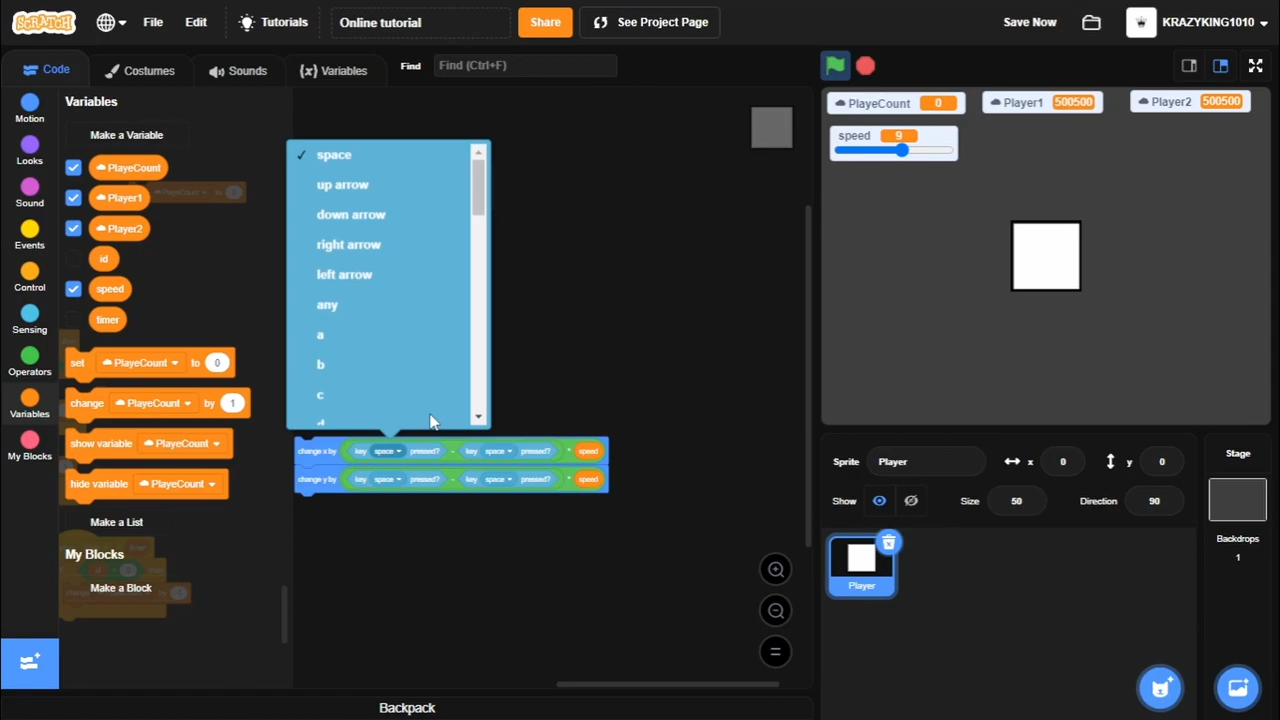 SCRATCH
File
Edit
Tutorials
Online tutorial
Share
See Project Page
Save Now
KRAZYKING1010
Code
Costumes
Sounds
{x} Variables
Find
Find (Ctrl+F)
Motion
Looks
Sound
Events
Control
Sensing
Operators
Variables
My Blocks
Variables
Make a Variable
PlayeCount
Player1
Player2
id
speed
timer
set PlayeCount to 0
change PlayeCount by 1
show variable PlayeCount
hide variable PlayeCount
Make a List
My Blocks
Make a Block
space
up arrow
down arrow
right arrow
left arrow
any
a
b
c
change x by key space pressed? - key space pressed? * speed
change y by key space pressed? - key space pressed? * speed
PlayeCount 0
Player1 500500
Player2 500500
speed 9
Sprite Player x 0 y 0
Show Size 50 Direction 90
Player
Stage
Backdrops
1
Backpack